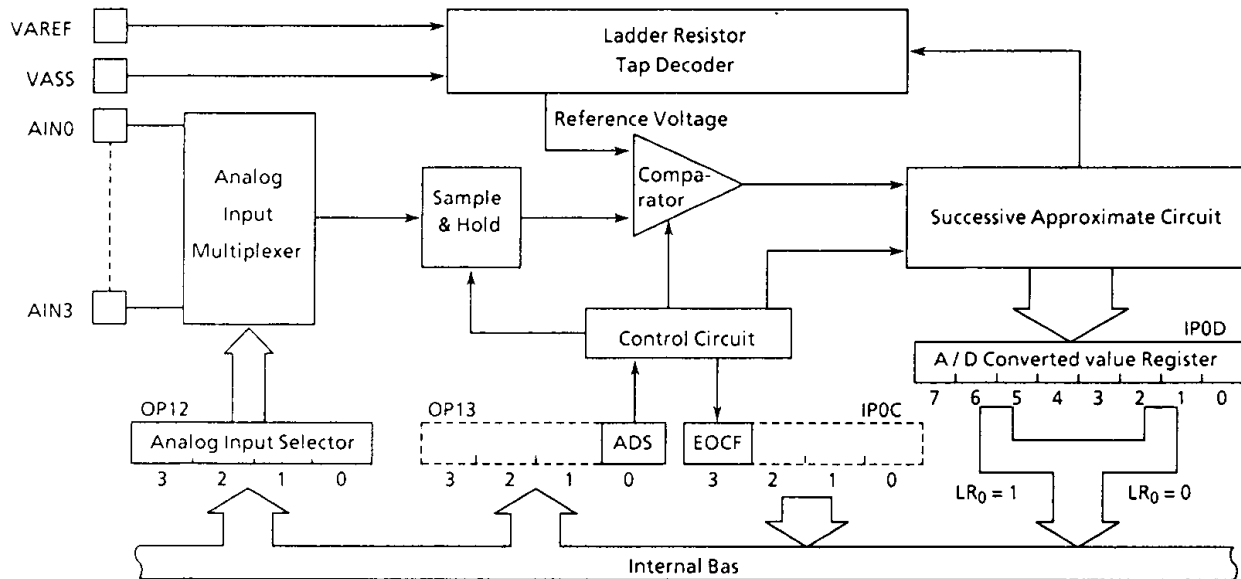 VAREF
VASS
AIN0
AIN3
Ladder Resistor
Tap Decoder
Reference Voltage
Analog
Input
Multiplexer
Sample
& Hold
Compa-
rator
Successive Approximate Circuit
Control Circuit
IP0D
A / D Converted value Register
7 6 5 4 3 2 1 0
OP12
Analog Input Selector
3 2 1 0
OP13
ADS
3 2 1 0
IP0C
EOCF
3 2 1 0
LR0 = 1
LR0 = 0
Internal Bas